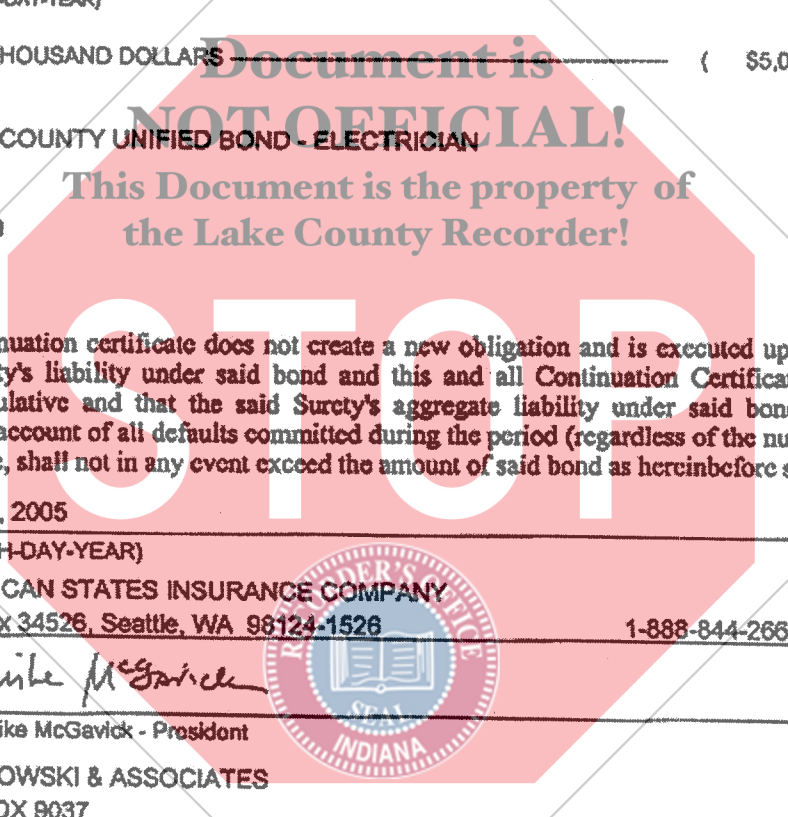 -DAY-YEAR)
HOUSAND DOLLARS ( $5,0
Document is
NOT OFFICIAL!
COUNTY UNIFIED BOND - ELECTRICIAN
This Document is the property of
the Lake County Recorder!
STOP
nuation certificate does not create a new obligation and is executed up
ty's liability under said bond and this and all Continuation Certificat
ulative and that the said Surety's aggregate liability under said bon
account of all defaults committed during the period (regardless of the nu
, shall not in any event exceed the amount of said bond as hereinbefore s
, 2005
H-DAY-YEAR)
CAN STATES INSURANCE COMPANY
x 34526, Seattle, WA 98124-1526 1-888-844-266
Mike McGavick
ike McGavick - President
RECORDER'S OFFICE
SEAL
INDIANA
OWSKI & ASSOCIATES
OX 9037